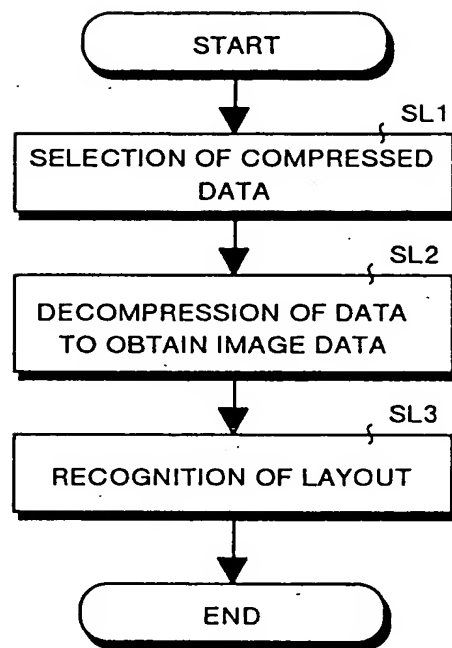 START
SL1
SELECTION OF COMPRESSED
DATA
SL2
DECOMPRESSION OF DATA
TO OBTAIN IMAGE DATA
SL3
RECOGNITION OF LAYOUT
END